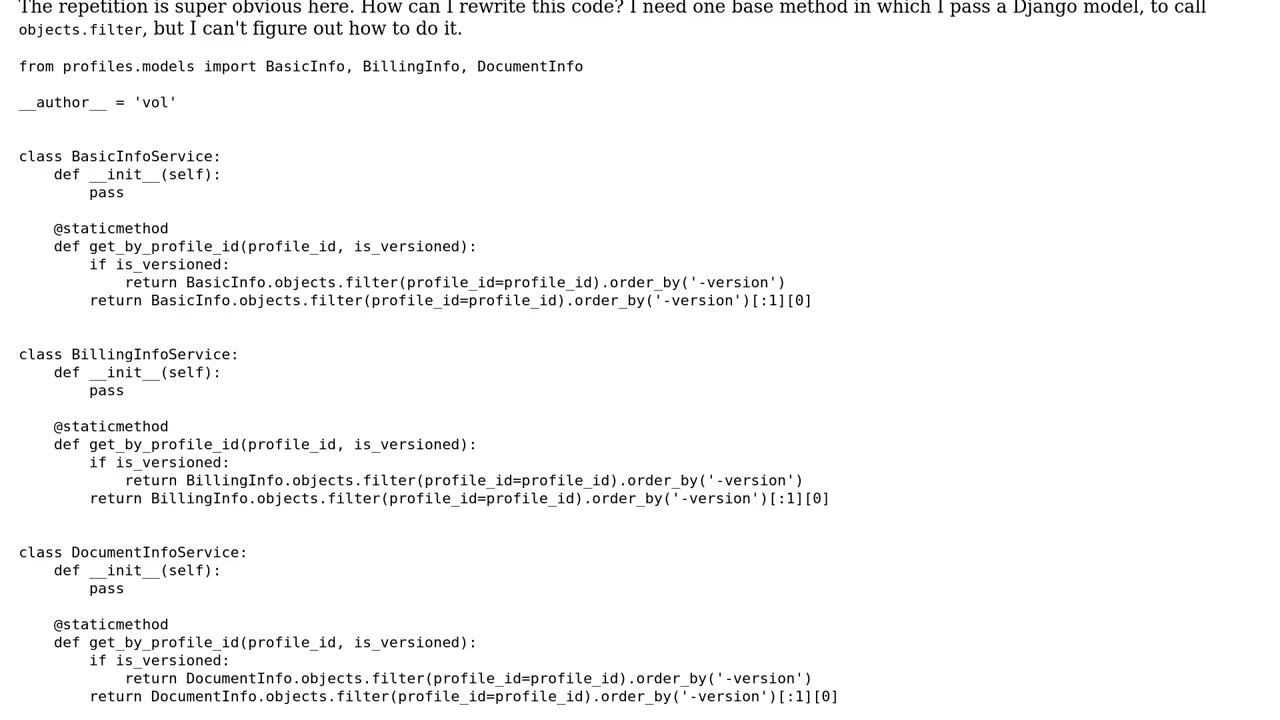 The repetition is super obvious here. How can I rewrite this code? I need one base method in which I pass a Django model, to call
objects.filter, but I can't figure out how to do it.
from profiles.models import BasicInfo, BillingInfo, DocumentInfo
__author__ = 'vol'
class BasicInfoService:
    def __init__(self):
        pass
    @staticmethod
    def get_by_profile_id(profile_id, is_versioned):
        if is_versioned:
            return BasicInfo.objects.filter(profile_id=profile_id).order_by('-version')
        return BasicInfo.objects.filter(profile_id=profile_id).order_by('-version')[:1][0]
class BillingInfoService:
    def __init__(self):
        pass
    @staticmethod
    def get_by_profile_id(profile_id, is_versioned):
        if is_versioned:
            return BillingInfo.objects.filter(profile_id=profile_id).order_by('-version')
        return BillingInfo.objects.filter(profile_id=profile_id).order_by('-version')[:1][0]
class DocumentInfoService:
    def __init__(self):
        pass
    @staticmethod
    def get_by_profile_id(profile_id, is_versioned):
        if is_versioned:
            return DocumentInfo.objects.filter(profile_id=profile_id).order_by('-version')
        return DocumentInfo.objects.filter(profile_id=profile_id).order_by('-version')[:1][0]